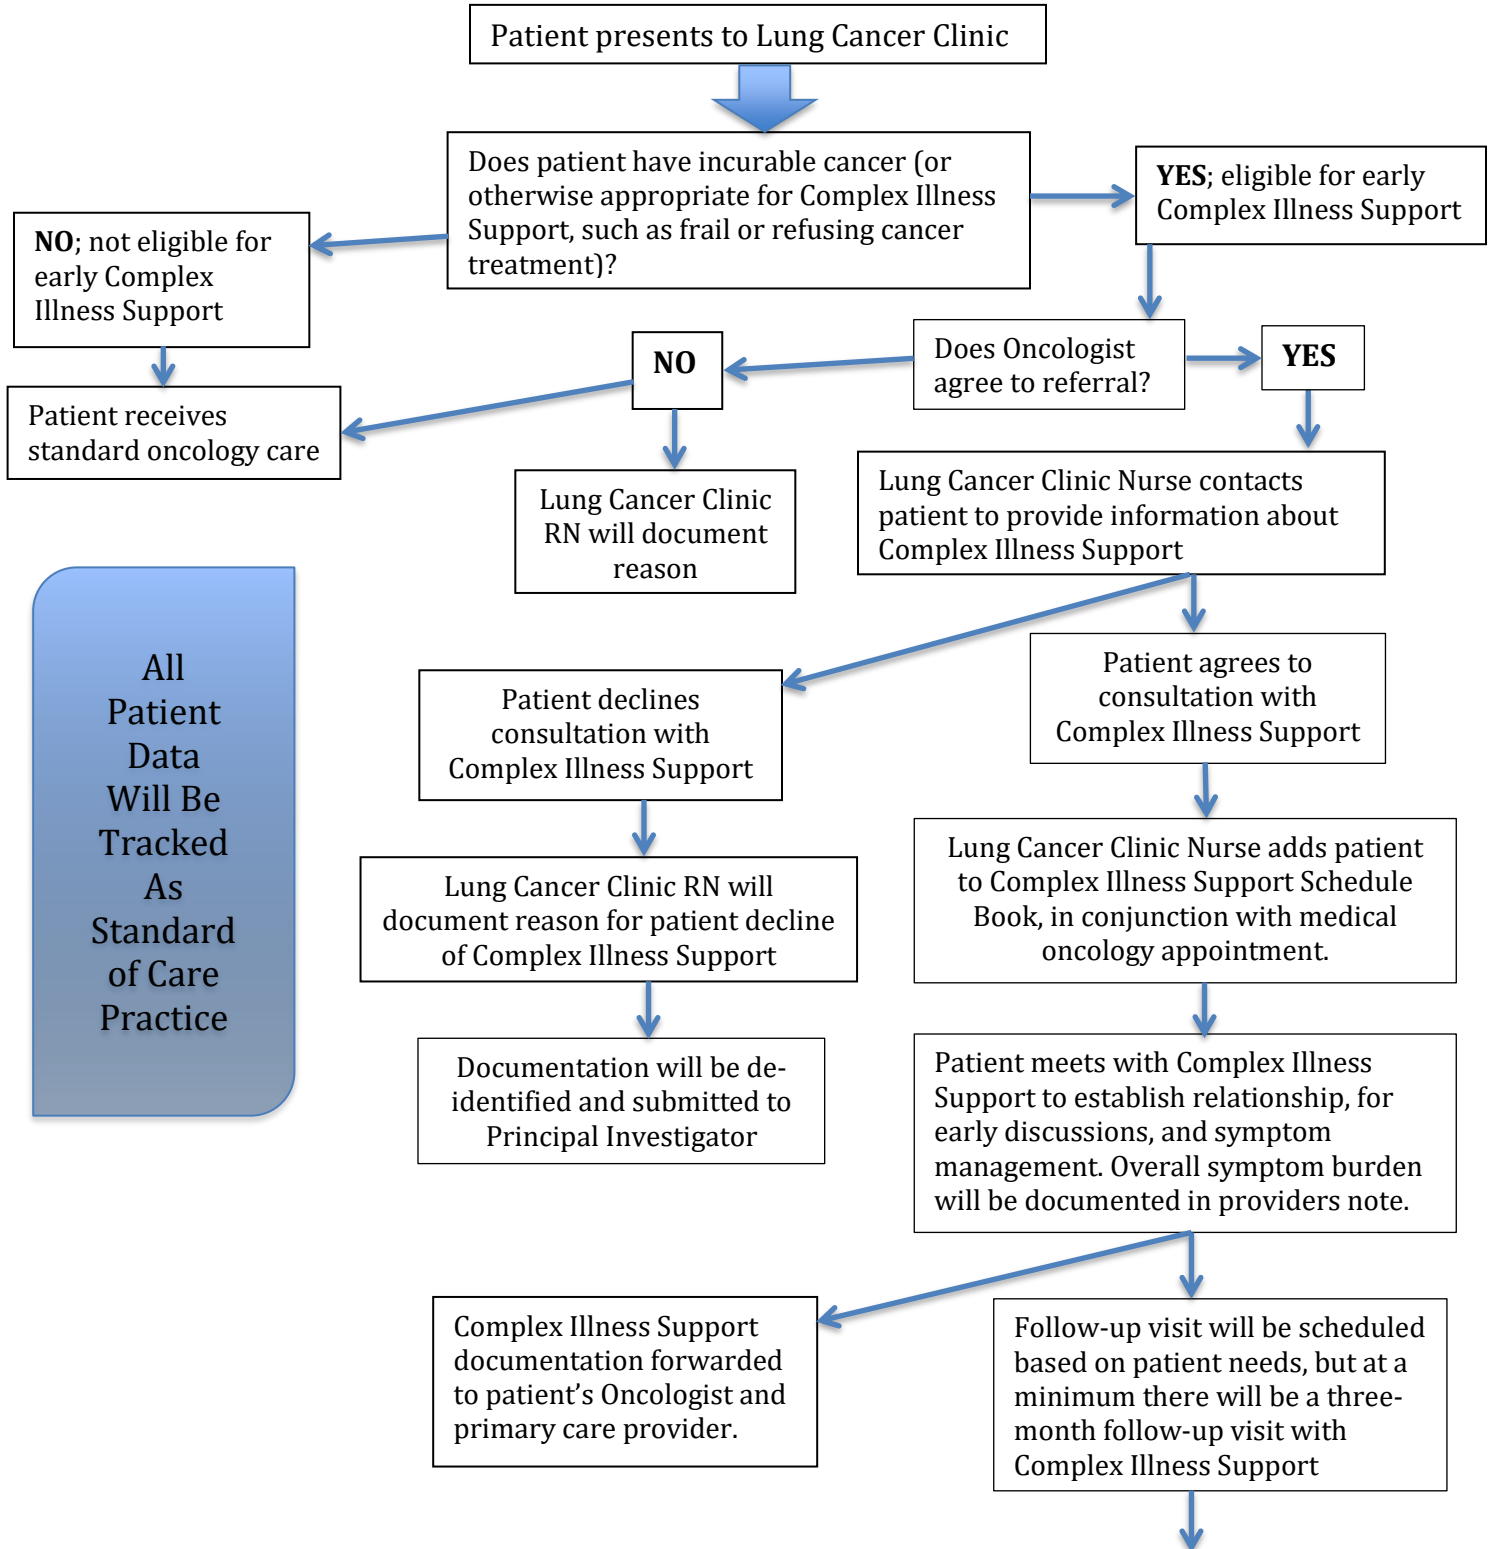 Patient presents to Lung Cancer Clinic
Does patient have incurable cancer (or
otherwise appropriate for Complex Illness
Support, such as frail or refusing cancer
treatment)?
YES; eligible for early
Complex Illness Support
NO; not eligible for
early Complex
Illness Support
NO
Does Oncologist
agree to referral?
YES
Patient receives
standard oncology care
Lung Cancer Clinic
RN will document
reason
Lung Cancer Clinic Nurse contacts
patient to provide information about
Complex Illness Support
All
Patient
Data
Will Be
Tracked
As
Standard
of Care
Practice
Patient declines
consultation with
Complex Illness Support
Patient agrees to
consultation with
Complex Illness Support
Lung Cancer Clinic RN will
document reason for patient decline
of Complex Illness Support
Lung Cancer Clinic Nurse adds patient
to Complex Illness Support Schedule
Book, in conjunction with medical
oncology appointment.
Documentation will be de-
identified and submitted to
Principal Investigator
Patient meets with Complex Illness
Support to establish relationship, for
early discussions, and symptom
management. Overall symptom burden
will be documented in providers note.
Complex Illness Support
documentation forwarded
to patient’s Oncologist and
primary care provider.
Follow-up visit will be scheduled
based on patient needs, but at a
minimum there will be a three-
month follow-up visit with
Complex Illness Support